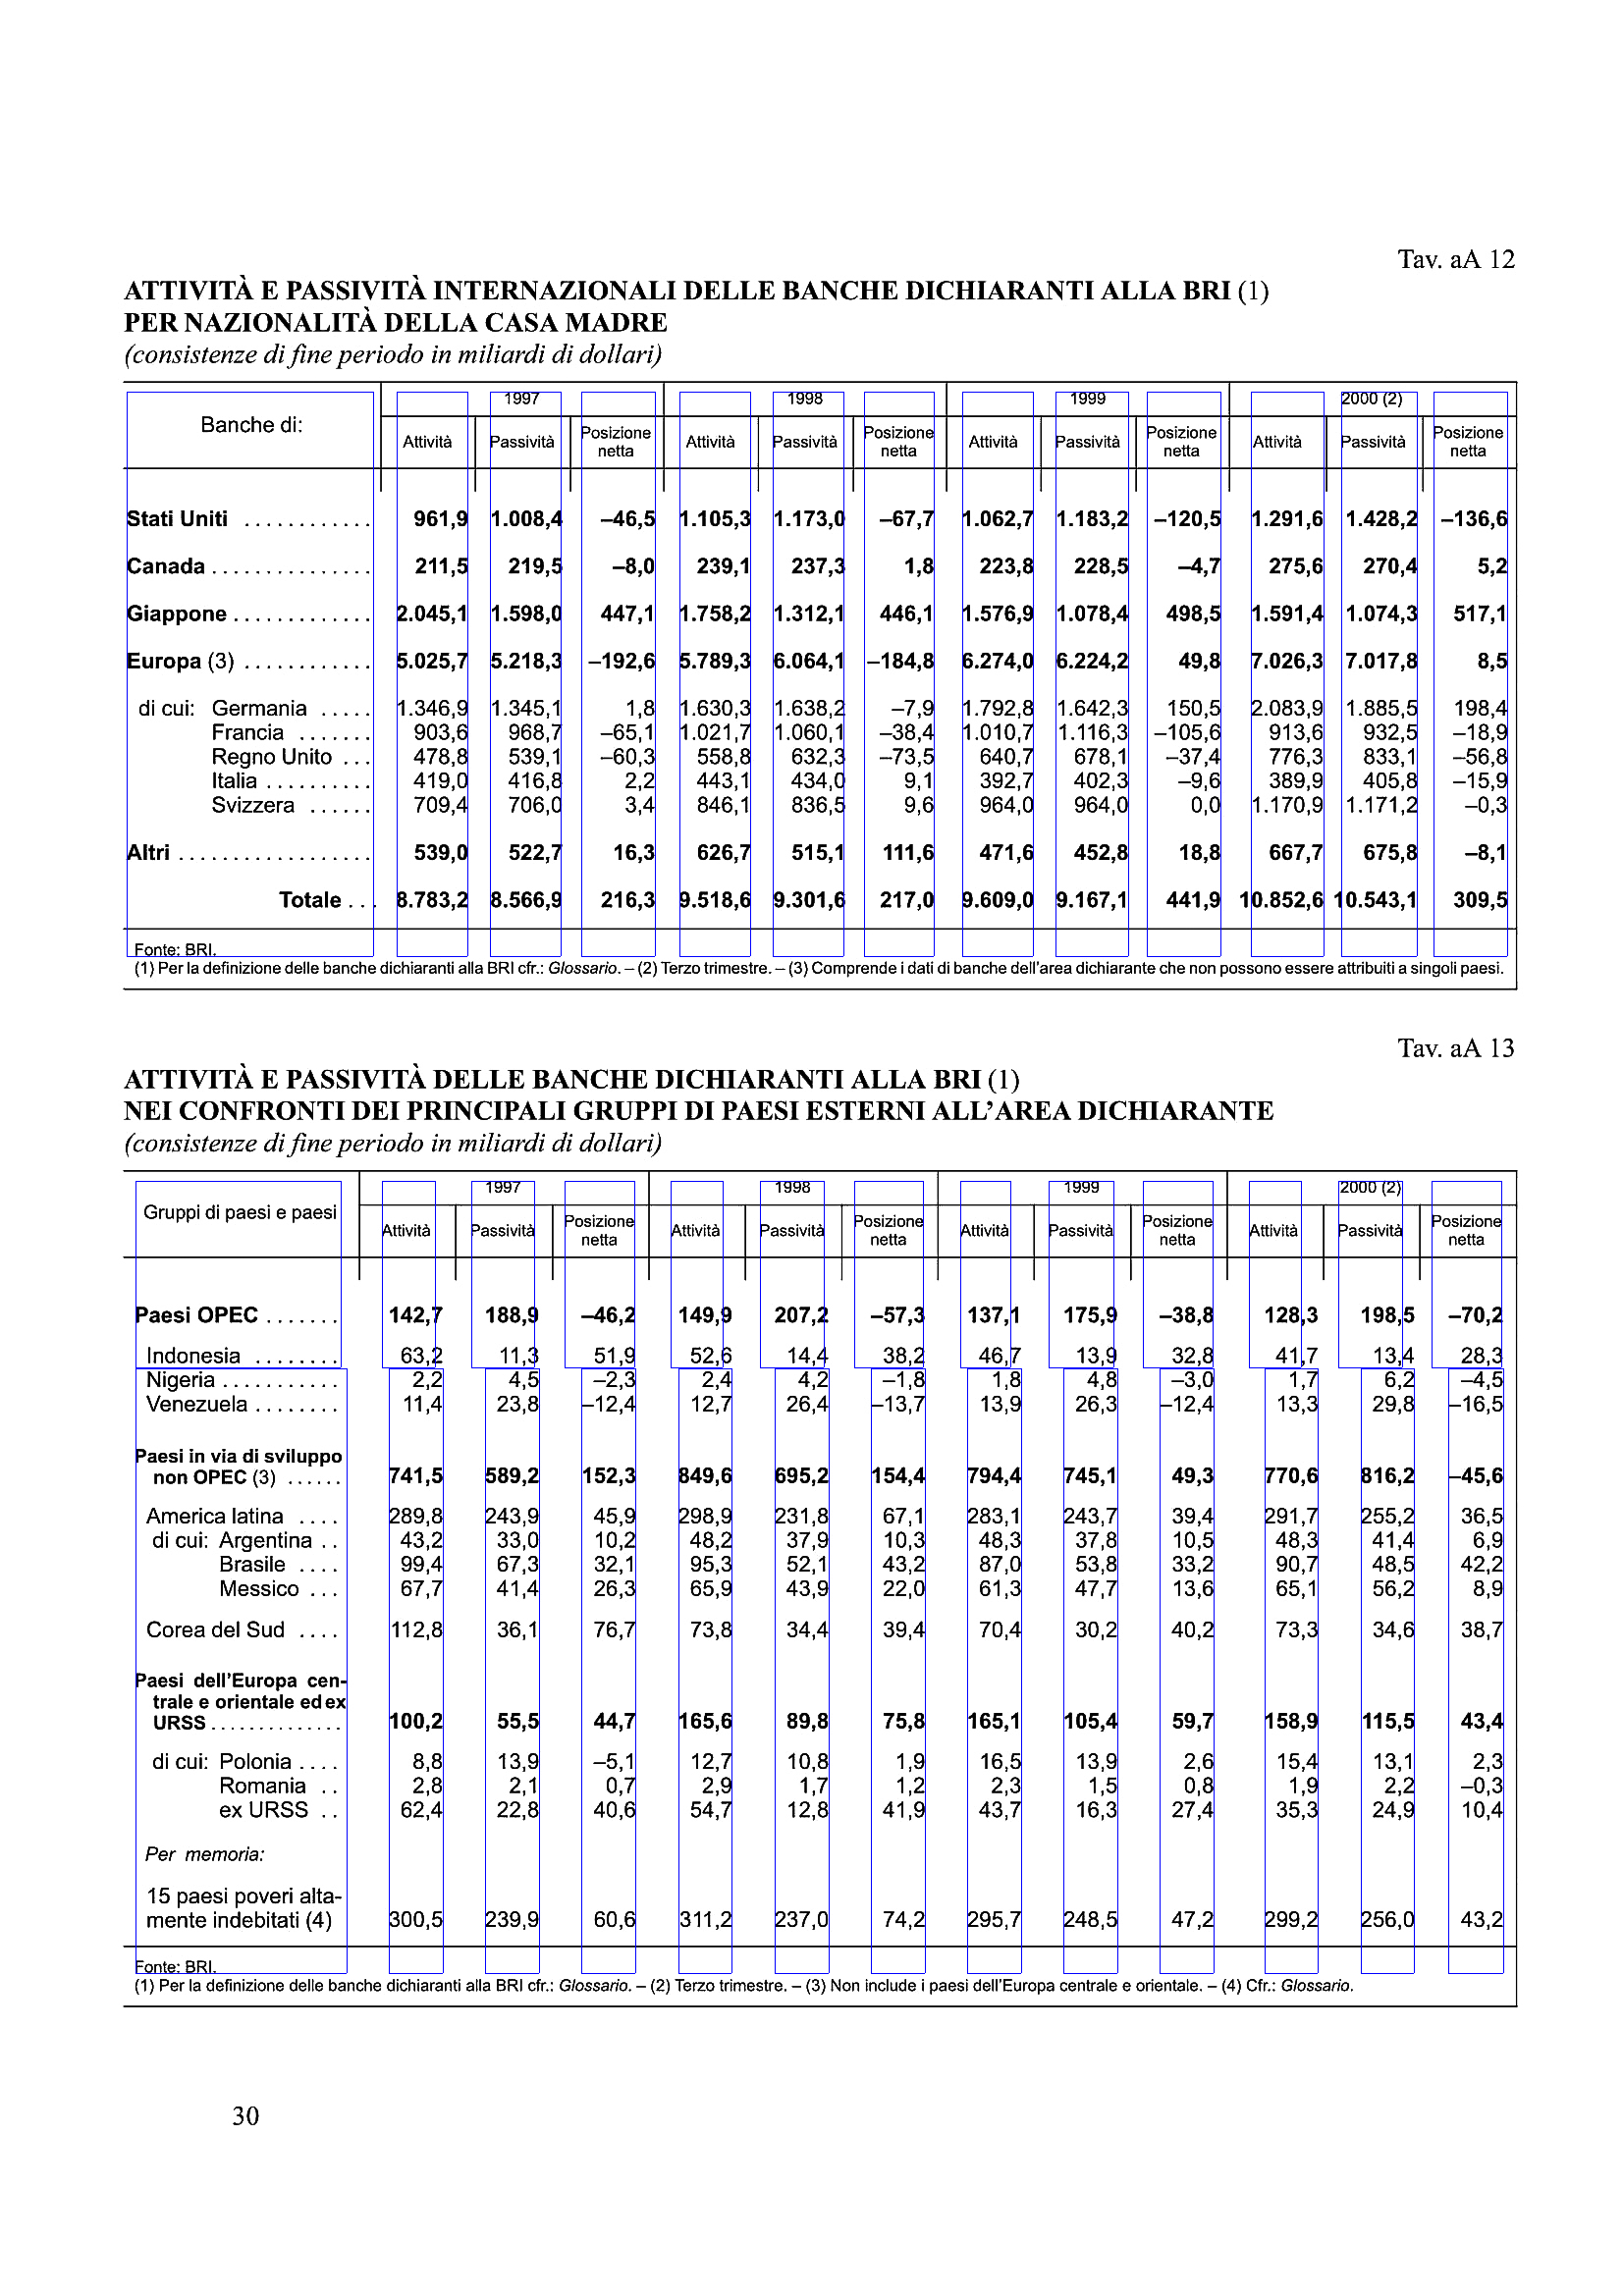 Tav. aA 12
ATTIVITÀ E PASSIVITÀ INTERNAZIONALI DELLE BANCHE DICHIARANTI ALLA BRI (1)
PER NAZIONALITÀ DELLA CASA MADRE
(consistenze di fine periodo in miliardi di dollari)
Banche di: 1997 1998 1999 2000 (2)
Attività Passività Posizione netta Attività Passività Posizione netta Attività Passività Posizione netta Attività Passività Posizione netta
Stati Uniti . . . . . . . . . . . . 961,9 1.008,4 –46,5 1.105,3 1.173,0 –67,7 1.062,7 1.183,2 –120,5 1.291,6 1.428,2 –136,6
Canada . . . . . . . . . . . . . . . 211,5 219,5 –8,0 239,1 237,3 1,8 223,8 228,5 –4,7 275,6 270,4 5,2
Giappone . . . . . . . . . . . . . 2.045,1 1.598,0 447,1 1.758,2 1.312,1 446,1 1.576,9 1.078,4 498,5 1.591,4 1.074,3 517,1
Europa (3) . . . . . . . . . . . . 5.025,7 5.218,3 –192,6 5.789,3 6.064,1 –184,8 6.274,0 6.224,2 49,8 7.026,3 7.017,8 8,5
di cui: Germania . . . . . 1.346,9 1.345,1 1,8 1.630,3 1.638,2 –7,9 1.792,8 1.642,3 150,5 2.083,9 1.885,5 198,4
Francia . . . . . . . 903,6 968,7 –65,1 1.021,7 1.060,1 –38,4 1.010,7 1.116,3 –105,6 913,6 932,5 –18,9
Regno Unito . . . 478,8 539,1 –60,3 558,8 632,3 –73,5 640,7 678,1 –37,4 776,3 833,1 –56,8
Italia . . . . . . . . . . 419,0 416,8 2,2 443,1 434,0 9,1 392,7 402,3 –9,6 389,9 405,8 –15,9
Svizzera . . . . . . 709,4 706,0 3,4 846,1 836,5 9,6 964,0 964,0 0,0 1.170,9 1.171,2 –0,3
Altri . . . . . . . . . . . . . . . . . . 539,0 522,7 16,3 626,7 515,1 111,6 471,6 452,8 18,8 667,7 675,8 –8,1
Totale . . . 8.783,2 8.566,9 216,3 9.518,6 9.301,6 217,0 9.609,0 9.167,1 441,9 10.852,6 10.543,1 309,5
Fonte: BRI.
(1) Per la definizione delle banche dichiaranti alla BRI cfr.: Glossario. – (2) Terzo trimestre. – (3) Comprende i dati di banche dell'area dichiarante che non possono essere attribuiti a singoli paesi.
Tav. aA 13
ATTIVITÀ E PASSIVITÀ DELLE BANCHE DICHIARANTI ALLA BRI (1)
NEI CONFRONTI DEI PRINCIPALI GRUPPI DI PAESI ESTERNI ALL'AREA DICHIARANTE
(consistenze di fine periodo in miliardi di dollari)
Gruppi di paesi e paesi 1997 1998 1999 2000 (2)
Attività Passività Posizione netta Attività Passività Posizione netta Attività Passività Posizione netta Attività Passività Posizione netta
Paesi OPEC . . . . . . . 142,7 188,9 –46,2 149,9 207,2 –57,3 137,1 175,9 –38,8 128,3 198,5 –70,2
Indonesia . . . . . . . . 63,2 11,3 51,9 52,6 14,4 38,2 46,7 13,9 32,8 41,7 13,4 28,3
Nigeria . . . . . . . . . . . 2,2 4,5 –2,3 2,4 4,2 –1,8 1,8 4,8 –3,0 1,7 6,2 –4,5
Venezuela . . . . . . . . 11,4 23,8 –12,4 12,7 26,4 –13,7 13,9 26,3 –12,4 13,3 29,8 –16,5
Paesi in via di sviluppo
non OPEC (3) . . . . . . 741,5 589,2 152,3 849,6 695,2 154,4 794,4 745,1 49,3 770,6 816,2 –45,6
America latina . . . . 289,8 243,9 45,9 298,9 231,8 67,1 283,1 243,7 39,4 291,7 255,2 36,5
di cui: Argentina . . 43,2 33,0 10,2 48,2 37,9 10,3 48,3 37,8 10,5 48,3 41,4 6,9
Brasile . . . . 99,4 67,3 32,1 95,3 52,1 43,2 87,0 53,8 33,2 90,7 48,5 42,2
Messico . . . 67,7 41,4 26,3 65,9 43,9 22,0 61,3 47,7 13,6 65,1 56,2 8,9
Corea del Sud . . . . 112,8 36,1 76,7 73,8 34,4 39,4 70,4 30,2 40,2 73,3 34,6 38,7
Paesi dell'Europa cen-
trale e orientale ed ex
URSS . . . . . . . . . . . . . . 100,2 55,5 44,7 165,6 89,8 75,8 165,1 105,4 59,7 158,9 115,5 43,4
di cui: Polonia . . . . 8,8 13,9 –5,1 12,7 10,8 1,9 16,5 13,9 2,6 15,4 13,1 2,3
Romania . . 2,8 2,1 0,7 2,9 1,7 1,2 2,3 1,5 0,8 1,9 2,2 –0,3
ex URSS . . 62,4 22,8 40,6 54,7 12,8 41,9 43,7 16,3 27,4 35,3 24,9 10,4
Per memoria:
15 paesi poveri alta-
mente indebitati (4) 300,5 239,9 60,6 311,2 237,0 74,2 295,7 248,5 47,2 299,2 256,0 43,2
Fonte: BRI.
(1) Per la definizione delle banche dichiaranti alla BRI cfr.: Glossario. – (2) Terzo trimestre. – (3) Non include i paesi dell'Europa centrale e orientale. – (4) Cfr.: Glossario.
30